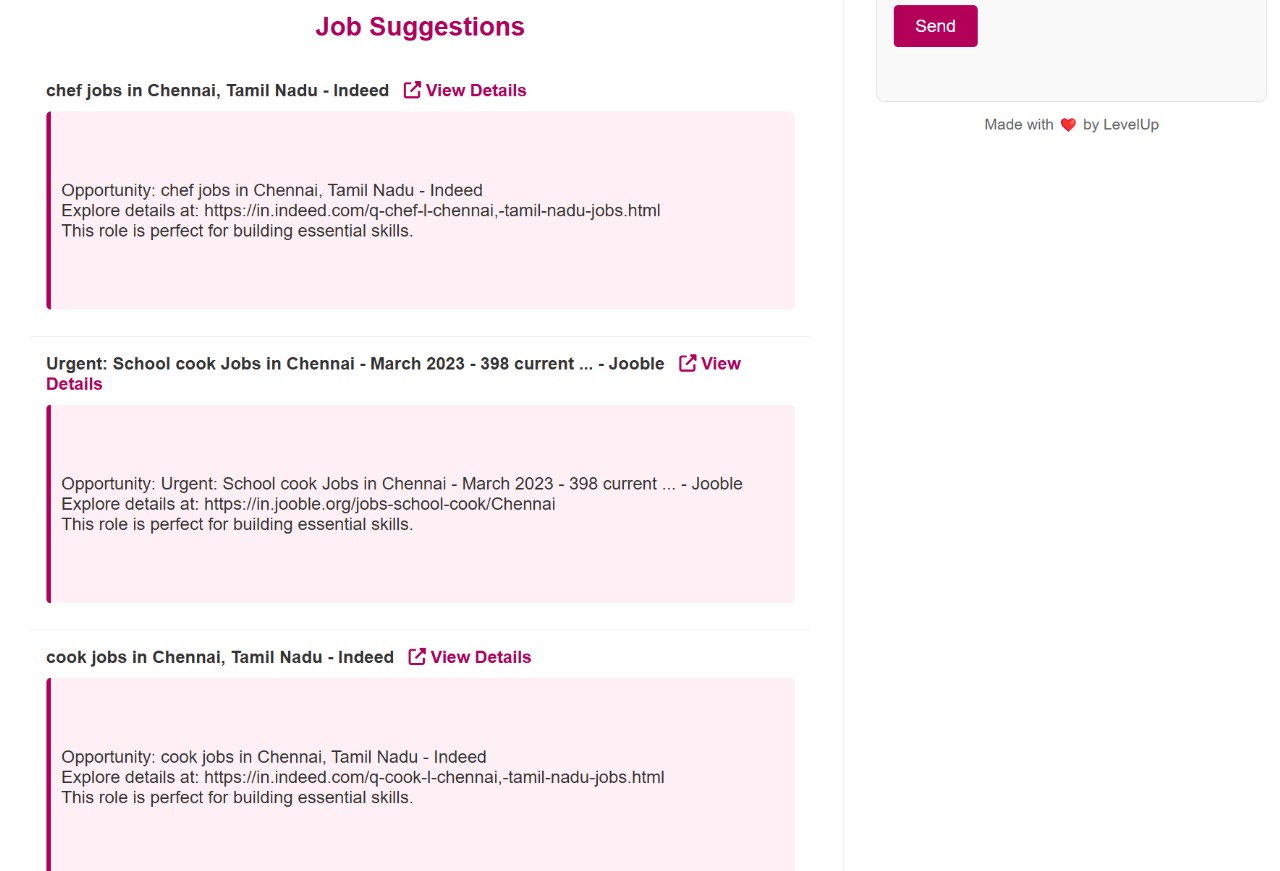 Job Suggestions
chef jobs in Chennai, Tamil Nadu - Indeed View Details
Opportunity: chef jobs in Chennai, Tamil Nadu - Indeed
Explore details at: https://in.indeed.com/q-chef-l-chennai,-tamil-nadu-jobs.html
This role is perfect for building essential skills.
Urgent: School cook Jobs in Chennai - March 2023 - 398 current ... - Jooble View
Details
Opportunity: Urgent: School cook Jobs in Chennai - March 2023 - 398 current ... - Jooble
Explore details at: https://in.jooble.org/jobs-school-cook/Chennai
This role is perfect for building essential skills.
cook jobs in Chennai, Tamil Nadu - Indeed View Details
Opportunity: cook jobs in Chennai, Tamil Nadu - Indeed
Explore details at: https://in.indeed.com/q-cook-l-chennai,-tamil-nadu-jobs.html
This role is perfect for building essential skills.
Send
Made with ❤️ by LevelUp